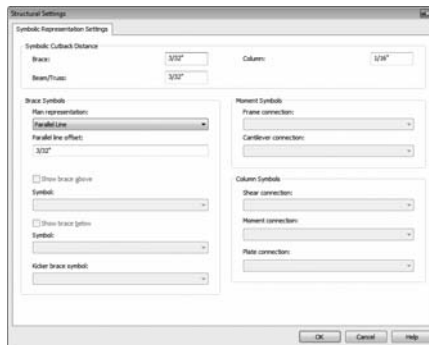 Structural Settings
Symbolic Representation Settings
Symbolic Cutback Distance
Brace: 3/32" Column: 1/16"
Beam/Truss: 3/32"
Brace Symbols
Plan representation:
Parallel Line
Parallel line offset:
3/32"
Show brace above
Symbol:
Show brace below
Symbol:
Kicker brace symbol:
Moment Symbols
Frame connection:
Cantilever connection:
Column Symbols
Shear connection:
Moment connection:
Plate connection:
OK Cancel Help